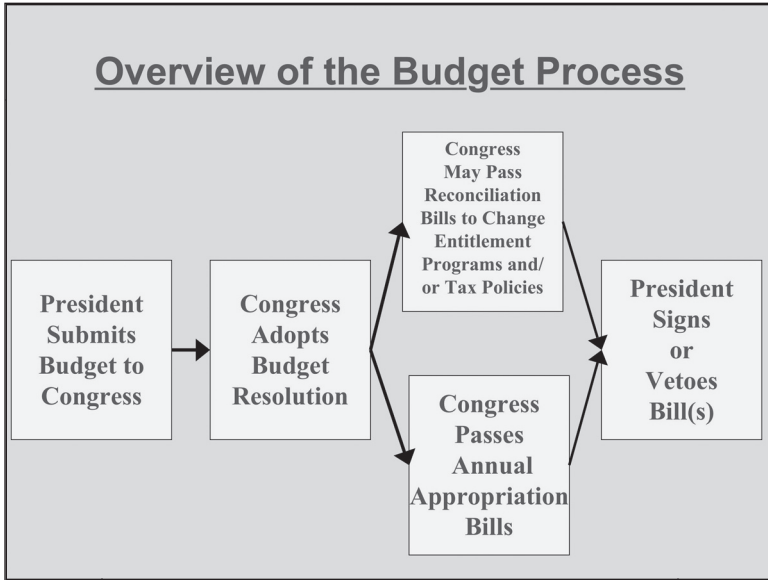 Overview of the Budget Process
President
Submits
Budget to
Congress
Congress
Adopts
Budget
Resolution
Congress
May Pass
Reconciliation
Bills to Change
Entitlement
Programs and/
or Tax Policies
Congress
Passes
Annual
Appropriation
Bills
President
Signs
or
Vetoes
Bill(s)